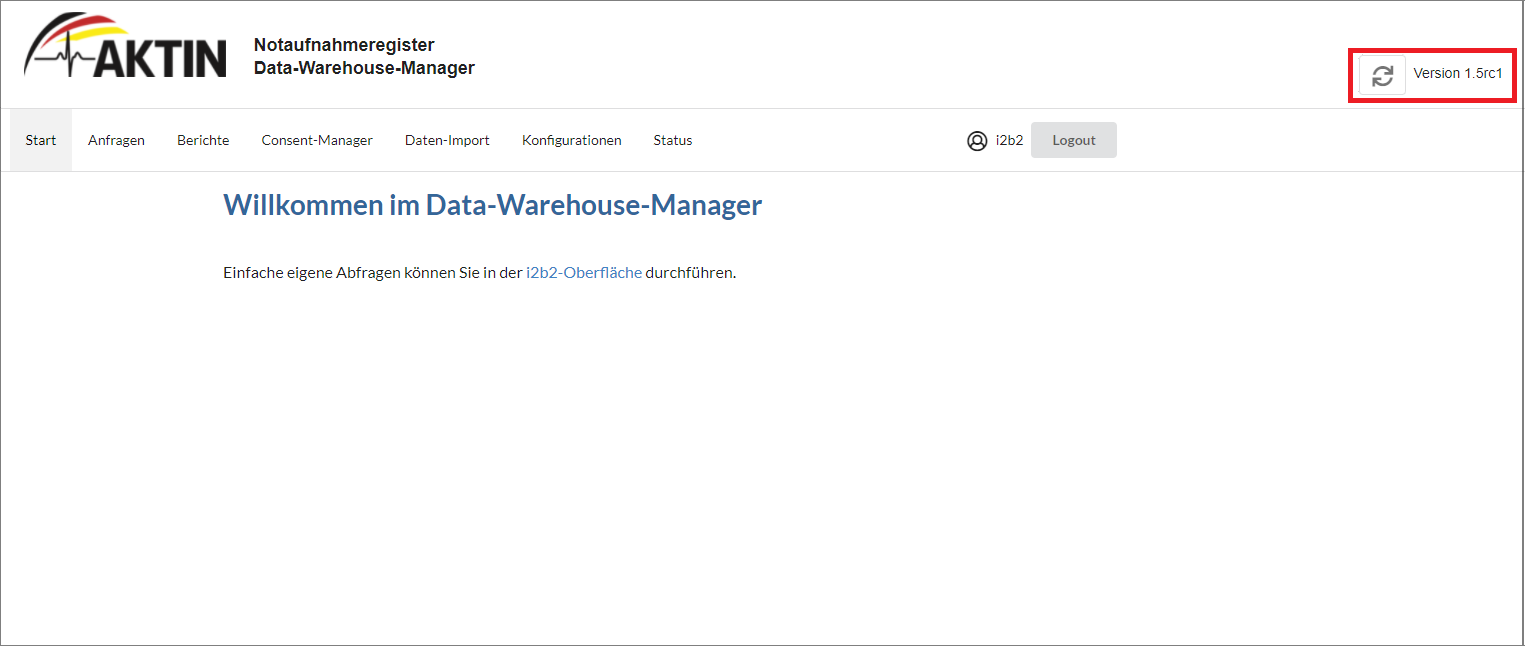 AKTIN
Notaufnahmeregister
Data-Warehouse-Manager
Version 1.5rc1
Start Anfragen Berichte Consent-Manager Daten-Import Konfigurationen Status i2b2 Logout
Willkommen im Data-Warehouse-Manager
Einfache eigene Abfragen können Sie in der i2b2-Oberfläche durchführen.